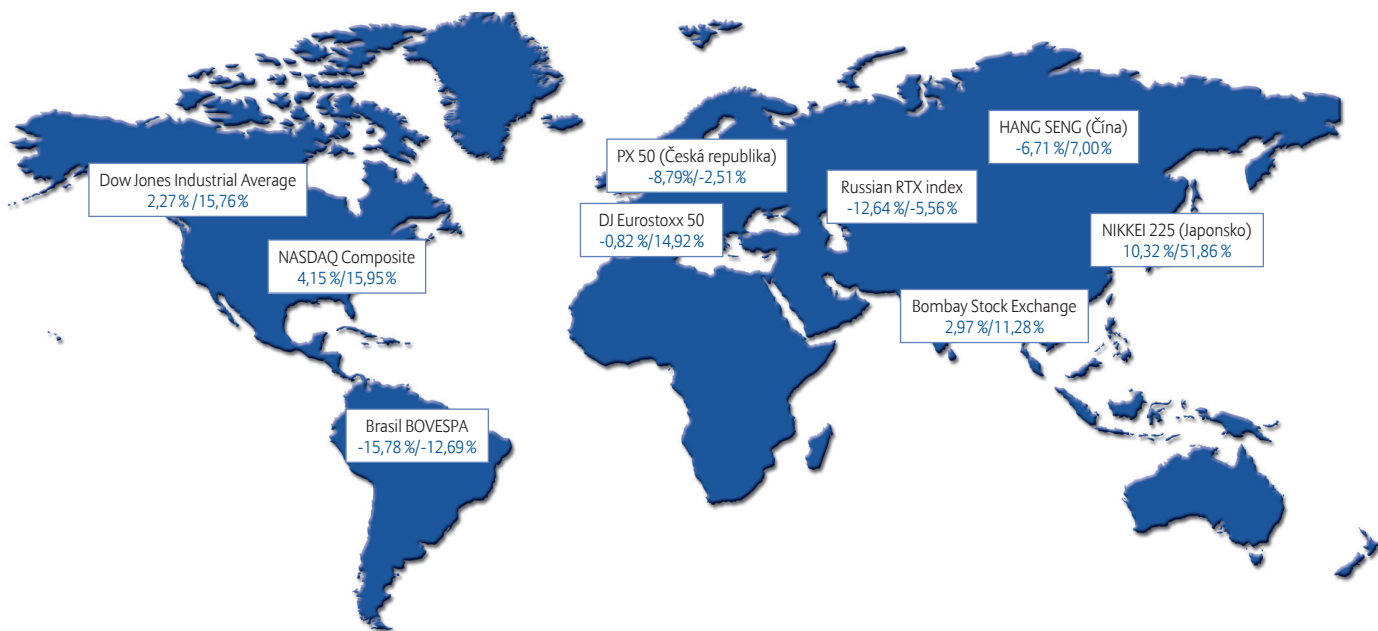 HANG SENG (Čína)
-6,71 %/7,00 %
PX 50 (Česká republika)
-8,79%/-2,51 %
Dow Jones Industrial Average
2,27 %/15,76 %
Russian RTX index
-12,64 %/-5,56 %
DJ Eurostoxx 50
-0,82 %/14,92 %
NIKKEI 225 (Japonsko)
10,32 %/51,86 %
NASDAQ Composite
4,15 %/15,95 %
Bombay Stock Exchange
2,97 %/11,28 %
Brasil BOVESPA
-15,78 %/-12,69 %